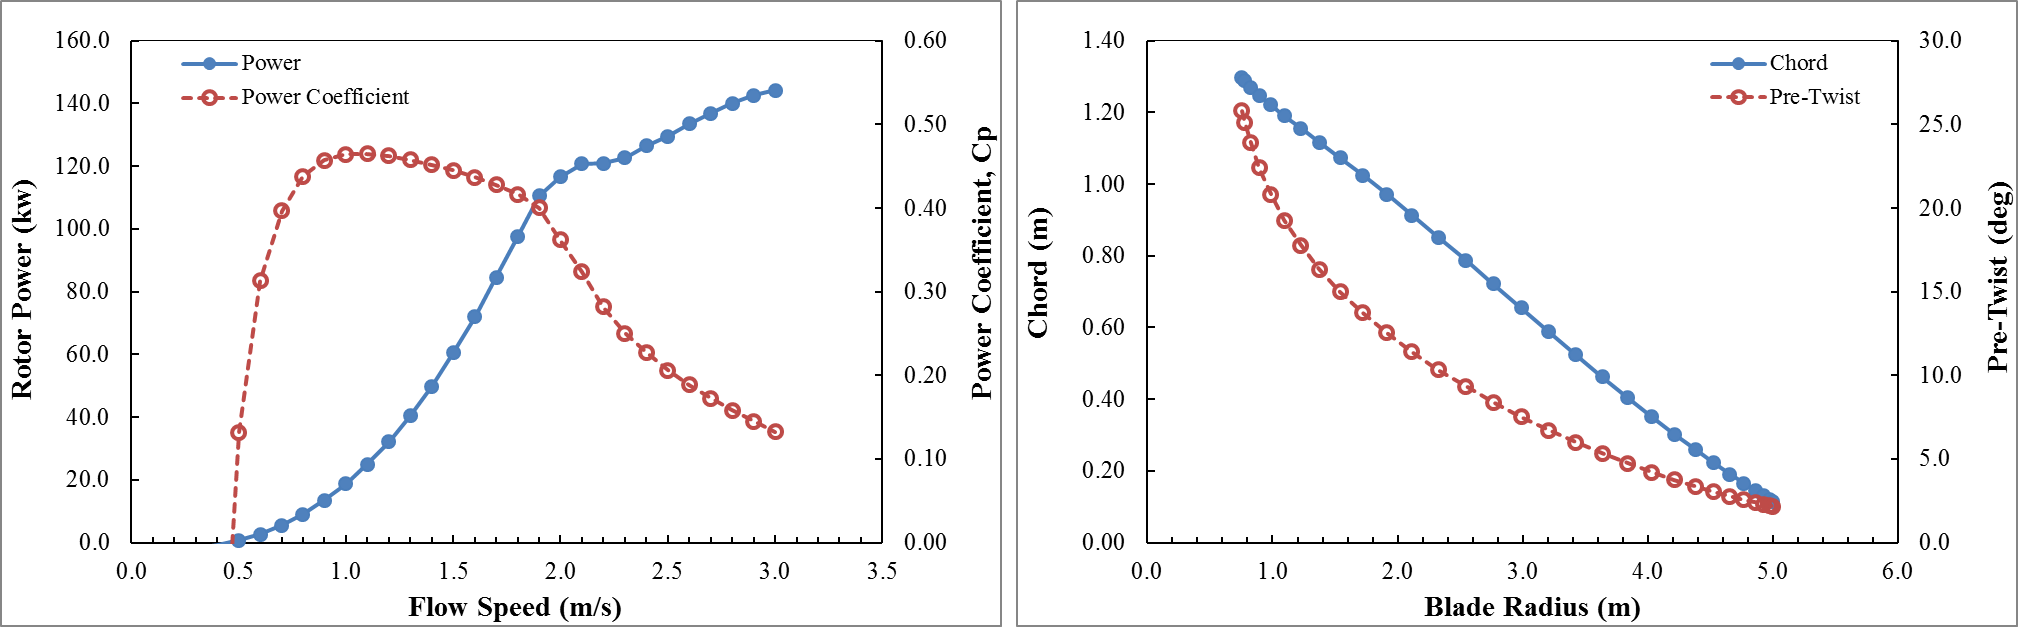 160.0
140.0
120.0
100.0
80.0
60.0
40.0
20.0
0.0
Rotor Power (kw)
Power
Power Coefficient
0.60
0.50
0.40
0.30
0.20
0.10
0.00
Power Coefficient, Cp
0.0 0.5 1.0 1.5 2.0 2.5 3.0 3.5
Flow Speed (m/s)
1.40
1.20
1.00
0.80
0.60
0.40
0.20
0.00
Chord (m)
Chord
Pre-Twist
30.0
25.0
20.0
15.0
10.0
5.0
0.0
Pre-Twist (deg)
0.0 1.0 2.0 3.0 4.0 5.0 6.0
Blade Radius (m)